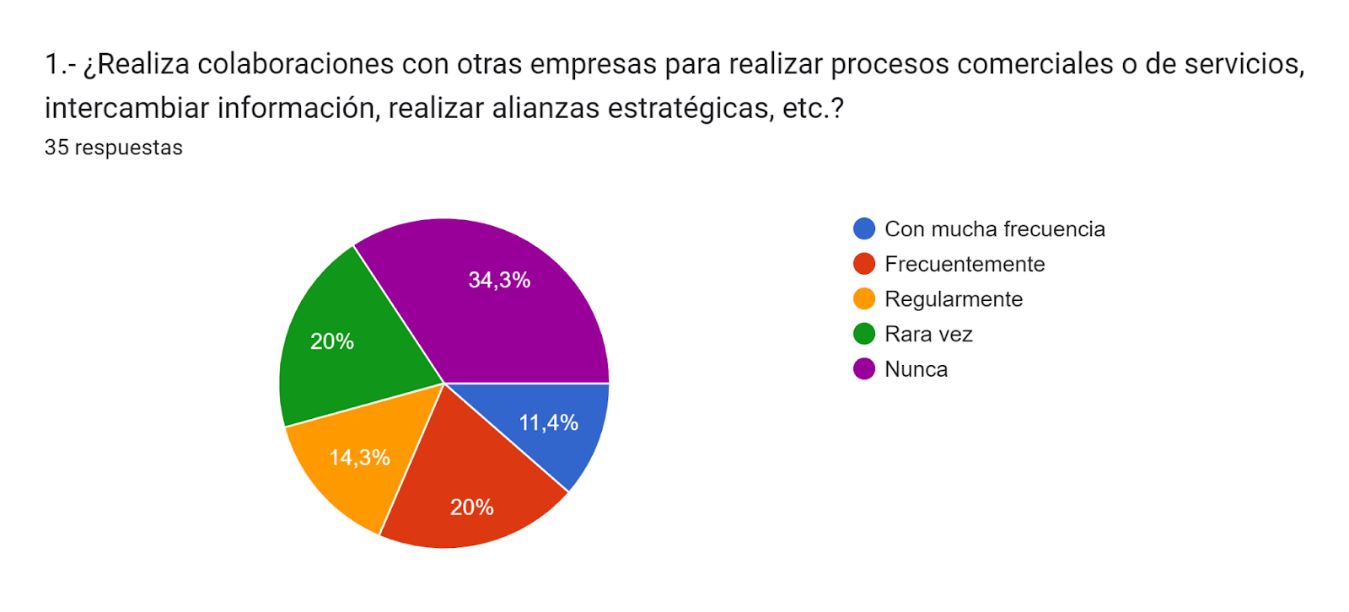 1.- ¿Realiza colaboraciones con otras empresas para realizar procesos comerciales o de servicios,
intercambiar información, realizar alianzas estratégicas, etc.?
35 respuestas
34,3%
20%
11,4%
14,3%
20%
Con mucha frecuencia
Frecuentemente
Regularmente
Rara vez
Nunca